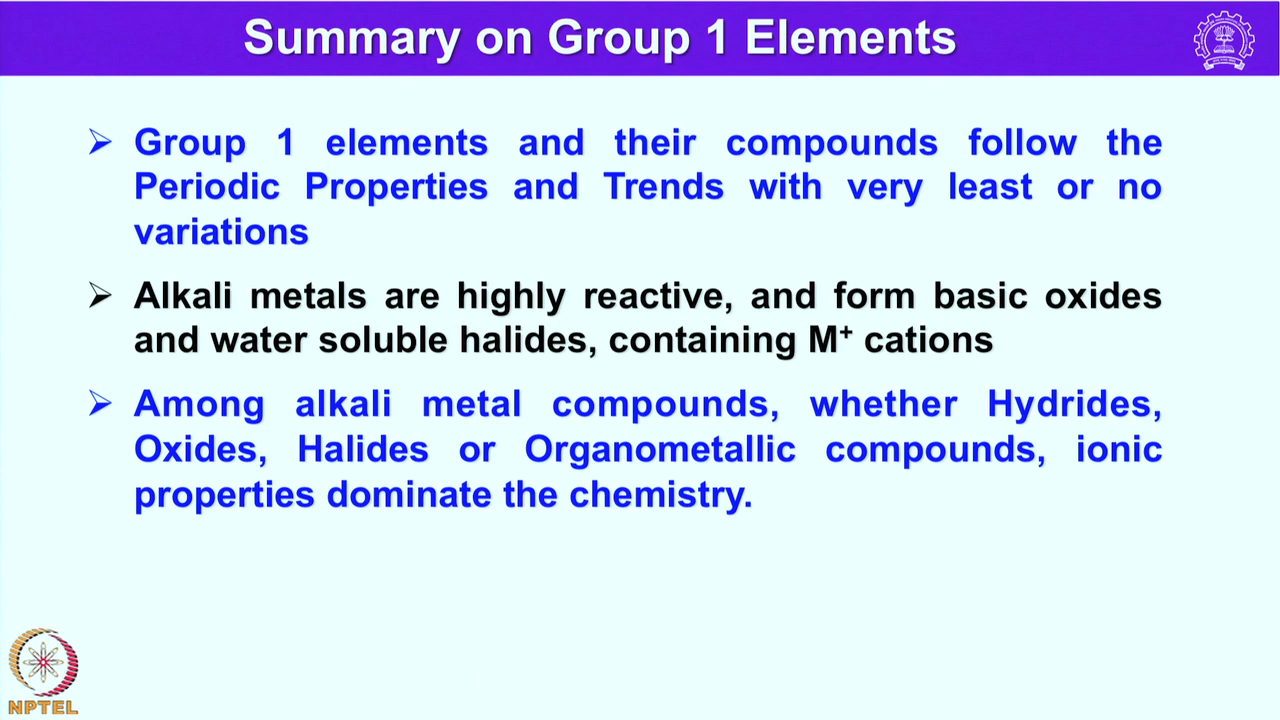 Summary on Group 1 Elements
➢ Group 1 elements and their compounds follow the
Periodic Properties and Trends with very least or no
variations
➢ Alkali metals are highly reactive, and form basic oxides
and water soluble halides, containing M⁺ cations
➢ Among alkali metal compounds, whether Hydrides,
Oxides, Halides or Organometallic compounds, ionic
properties dominate the chemistry.
NPTEL